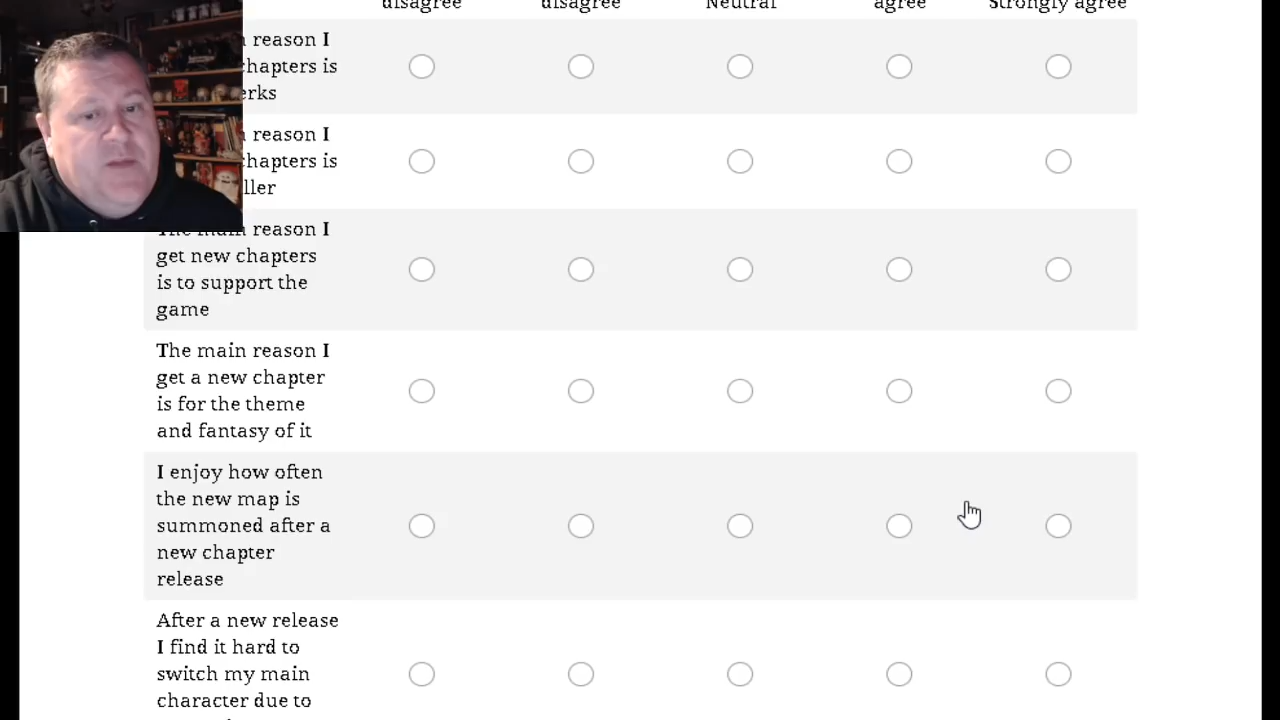 disagree disagree Neutral agree Strongly agree
reason I
chapters is
erks
reason I
chapters is
ller
The main reason I
get new chapters
is to support the
game
The main reason I
get a new chapter
is for the theme
and fantasy of it
I enjoy how often
the new map is
summoned after a
new chapter
release
After a new release
I find it hard to
switch my main
character due to